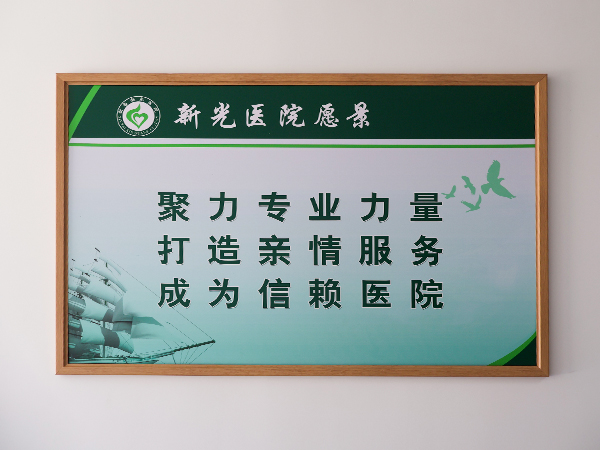 新光医院愿景
聚力专业力量
打造亲情服务
成为信赖医院